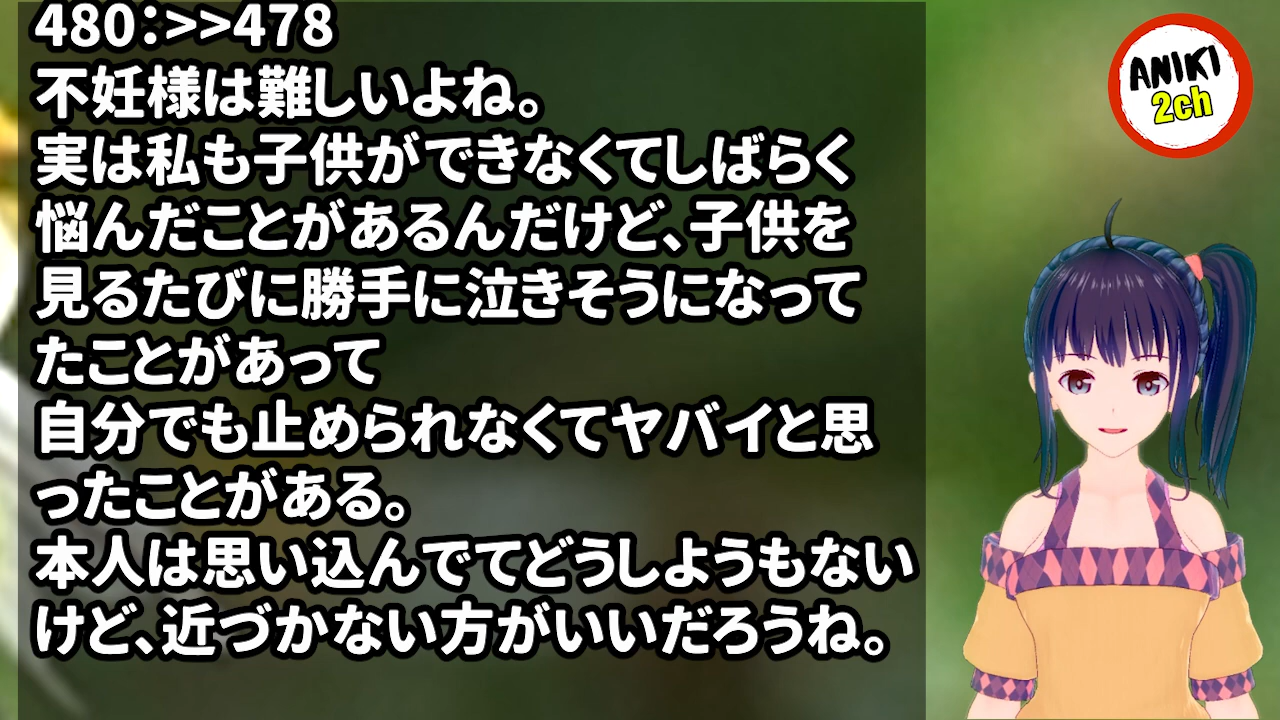 480:>>478
不妊様は難しいよね。
実は私も子供ができなくてしばらく
悩んだことがあるんだけど、子供を
見るたびに勝手に泣きそうになって
たことがあって
自分でも止められなくてヤバイと思
ったことがある。
本人は思い込んでてどうしようもない
けど、近づかない方がいいだろうね。
ANIKI
2ch